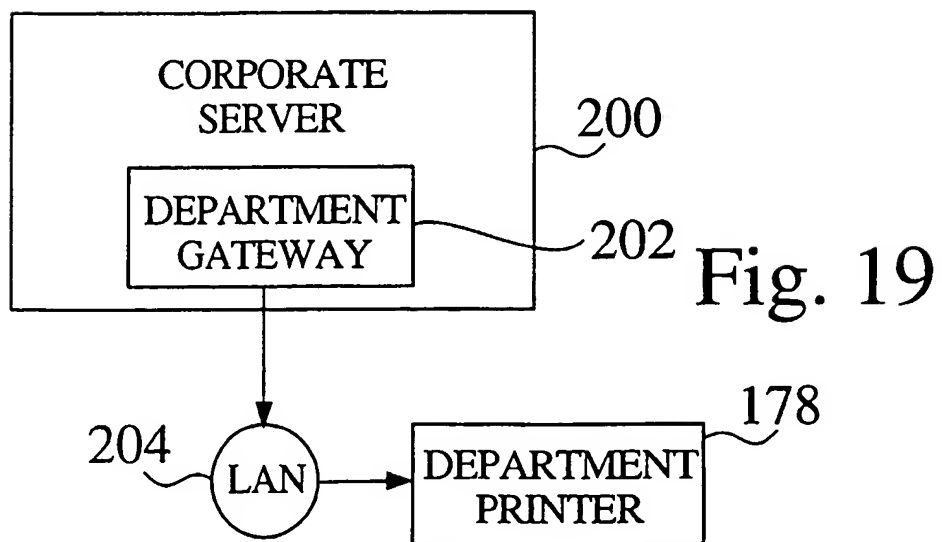 CORPORATE
SERVER
200
DEPARTMENT
GATEWAY
202
Fig. 19
178
204
LAN
DEPARTMENT
PRINTER